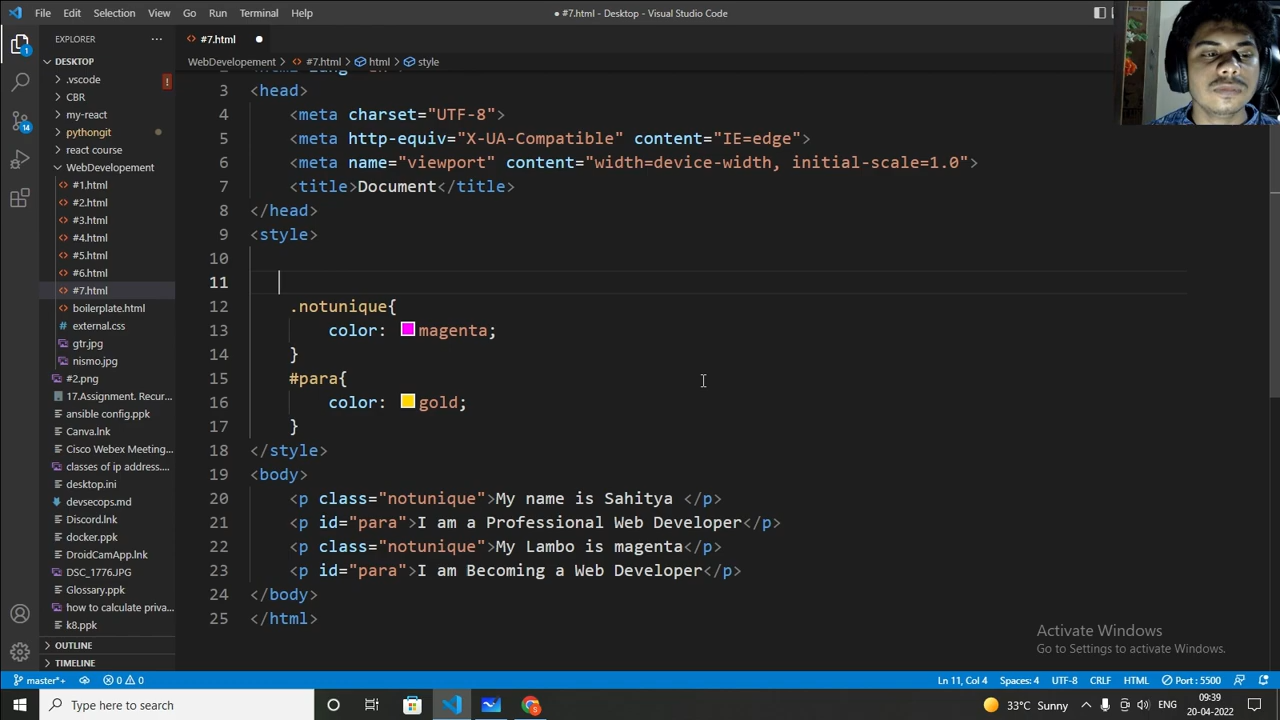 File Edit Selection View Go Run Terminal Help
● #7.html - Desktop - Visual Studio Code
EXPLORER
#7.html
DESKTOP
WebDevelopement > #7.html > html > style
.vscode
CBR
my-react
pythongit
react course
WebDevelopement
#1.html
#2.html
#3.html
#4.html
#5.html
#6.html
#7.html
boilerplate.html
external.css
gtr.jpg
nismo.jpg
#2.png
17.Assignment. Recur...
ansible config.ppk
Canva.lnk
Cisco Webex Meeting...
classes of ip address....
desktop.ini
devsecops.md
Discord.lnk
docker.ppk
DroidCamApp.lnk
DSC_1776.JPG
Glossary.ppk
how to calculate priva...
k8.ppk
OUTLINE
TIMELINE
3 <head>
4 <meta charset="UTF-8">
5 <meta http-equiv="X-UA-Compatible" content="IE=edge">
6 <meta name="viewport" content="width=device-width, initial-scale=1.0">
7 <title>Document</title>
8 </head>
9 <style>
10
11
12 .notunique{
13 color: magenta;
14 }
15 #para{
16 color: gold;
17 }
18 </style>
19 <body>
20 <p class="notunique">My name is Sahitya </p>
21 <p id="para">I am a Professional Web Developer</p>
22 <p class="notunique">My Lambo is magenta</p>
23 <p id="para">I am Becoming a Web Developer</p>
24 </body>
25 </html>
Activate Windows
Go to Settings to activate Windows.
master*+ 0 0 Ln 11, Col 4 Spaces: 4 UTF-8 CRLF HTML Port : 5500
Type here to search
33°C Sunny
ENG
09:39
20-04-2022